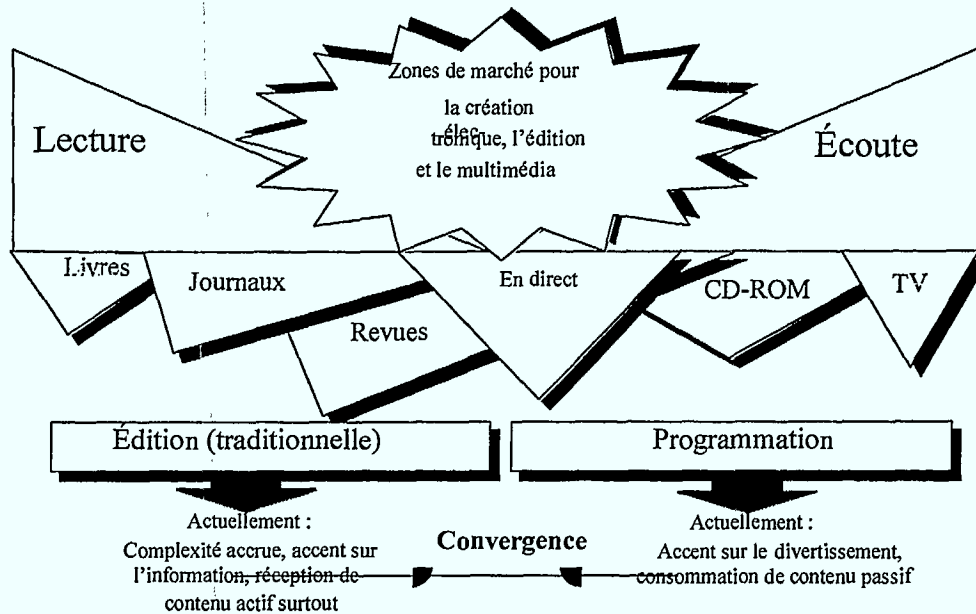 Zones de marché pour
la création
élec-
tronique, l'édition
et le multimédia
Lecture
Écoute
Livres
Journaux
Revues
En direct
CD-ROM
TV
Édition (traditionnelle)
Programmation
Actuellement :
Complexité accrue, accent sur
l'information, réception de
contenu actif surtout
Convergence
Actuellement :
Accent sur le divertissement,
consommation de contenu passif